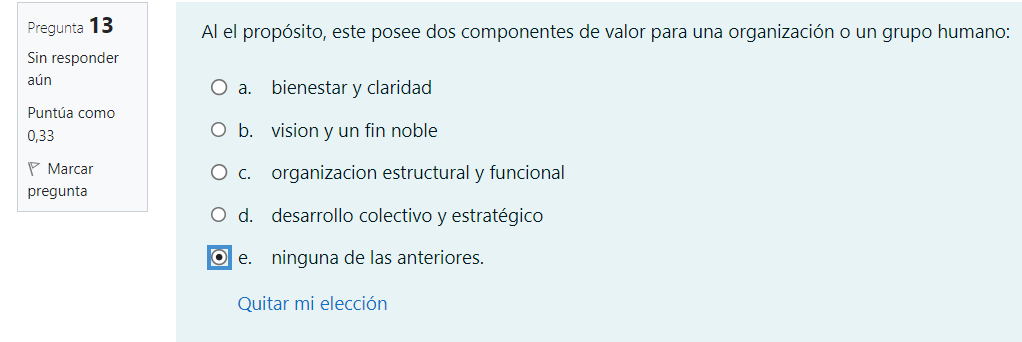 Pregunta 13
Sin responder
aún
Puntúa como
0,33
Marcar
pregunta
Al el propósito, este posee dos componentes de valor para una organización o un grupo humano:
a. bienestar y claridad
b. vision y un fin noble
c. organizacion estructural y funcional
d. desarrollo colectivo y estratégico
e. ninguna de las anteriores.
Quitar mi elección